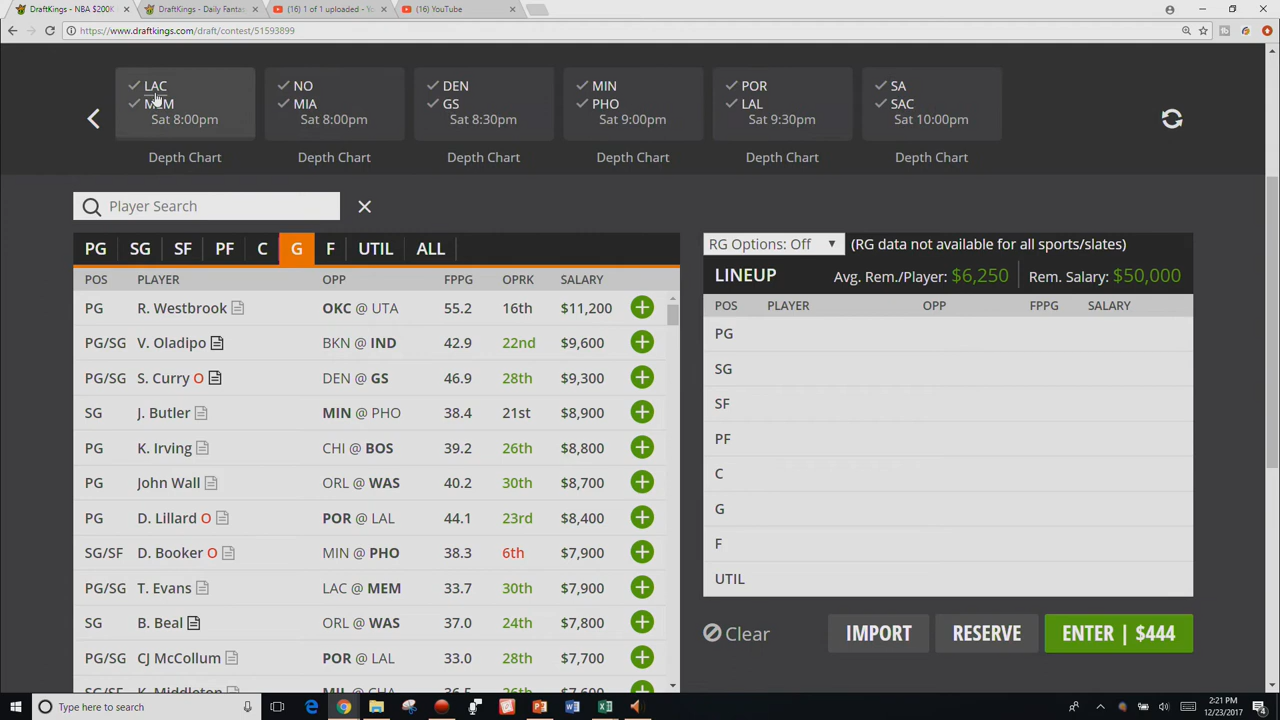 DraftKings - NBA $200K
DraftKings - Daily Fanta
(16) 1 of 1 uploaded - Yo
(16) YouTube
https://www.draftkings.com/draft/contest/51593899
LAC
MEM
Sat 8:00pm
NO
MIA
Sat 8:00pm
DEN
GS
Sat 8:30pm
MIN
PHO
Sat 9:00pm
POR
LAL
Sat 9:30pm
SA
SAC
Sat 10:00pm
Depth Chart Depth Chart Depth Chart Depth Chart Depth Chart Depth Chart
Player Search
PG SG SF PF C G F UTIL ALL
POS PLAYER OPP FPPG OPRK SALARY
PG R. Westbrook OKC @ UTA 55.2 16th $11,200
PG/SG V. Oladipo BKN @ IND 42.9 22nd $9,600
PG/SG S. Curry O DEN @ GS 46.9 28th $9,300
SG J. Butler MIN @ PHO 38.4 21st $8,900
PG K. Irving CHI @ BOS 39.2 26th $8,800
PG John Wall ORL @ WAS 40.2 30th $8,700
PG D. Lillard O POR @ LAL 44.1 23rd $8,400
SG/SF D. Booker O MIN @ PHO 38.3 6th $7,900
PG/SG T. Evans LAC @ MEM 33.7 30th $7,900
SG B. Beal ORL @ WAS 37.0 24th $7,800
PG/SG CJ McCollum POR @ LAL 33.0 28th $7,700
SG/SF K. Middleton MIL @ CHA 36.5 26th $7,600
RG Options: Off (RG data not available for all sports/slates)
LINEUP Avg. Rem./Player: $6,250 Rem. Salary: $50,000
POS PLAYER OPP FPPG SALARY
PG
SG
SF
PF
C
G
F
UTIL
Clear IMPORT RESERVE ENTER | $444
Type here to search
2:21 PM
12/23/2017